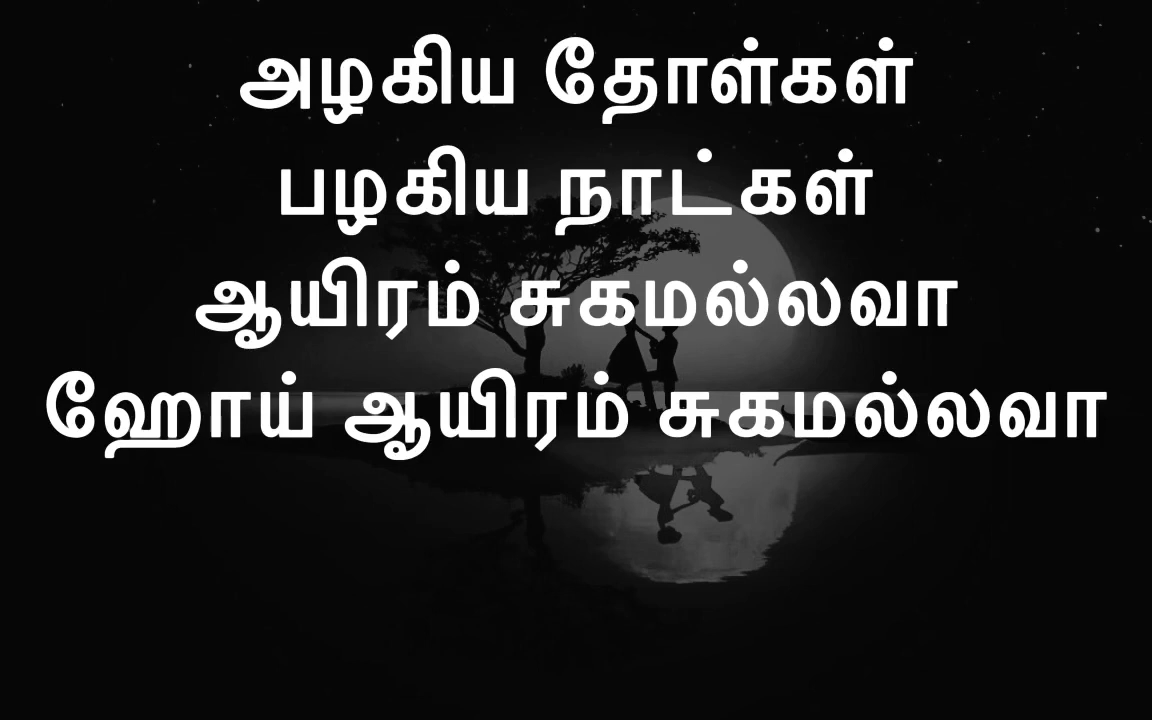 அழகிய தோள்கள்
பழகிய நாட்கள்
ஆயிரம் சுகமல்லவா
ஹோய் ஆயிரம் சுகமல்லவா